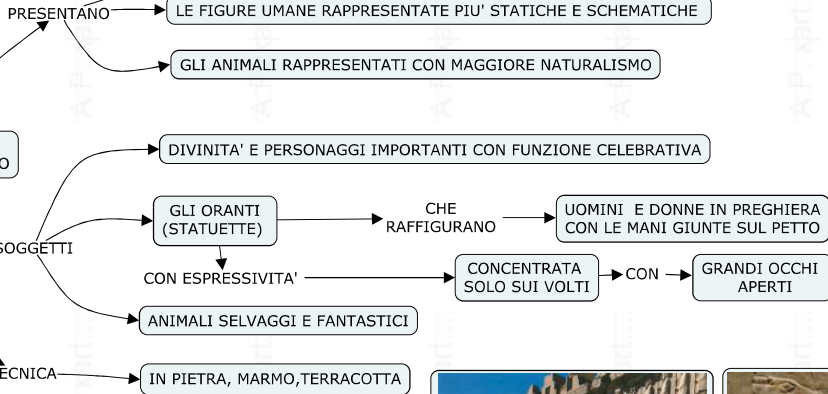 PRESENTANO
LE FIGURE UMANE RAPPRESENTATE PIU' STATICHE E SCHEMATICHE
GLI ANIMALI RAPPRESENTATI CON MAGGIORE NATURALISMO
O
DIVINITA' E PERSONAGGI IMPORTANTI CON FUNZIONE CELEBRATIVA
SOGGETTI
GLI ORANTI
(STATUETTE)
CHE
RAFFIGURANO
UOMINI E DONNE IN PREGHIERA
CON LE MANI GIUNTE SUL PETTO
CON ESPRESSIVITA'
CONCENTRATA
SOLO SUI VOLTI
CON
GRANDI OCCHI
APERTI
ANIMALI SELVAGGI E FANTASTICI
ECNICA
IN PIETRA, MARMO,TERRACOTTA